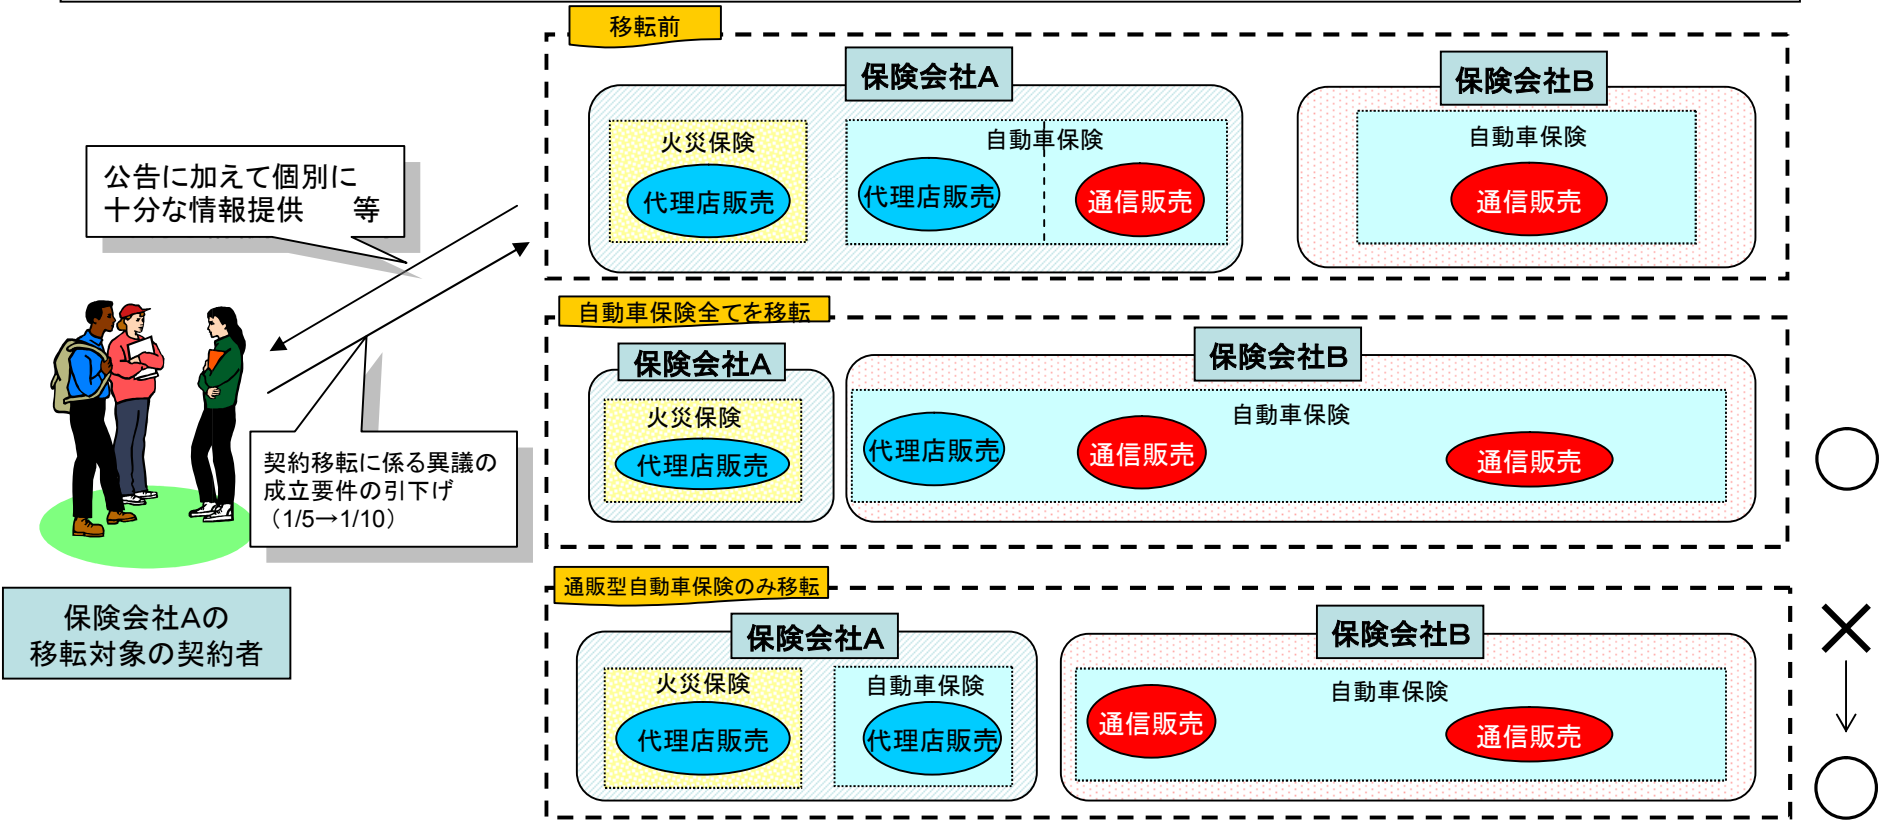 移転前
保険会社A
保険会社B
火災保険
自動車保険
自動車保険
代理店販売
代理店販売
通信販売
通信販売
公告に加えて個別に
十分な情報提供　　等
自動車保険全てを移転
保険会社A
保険会社B
火災保険
自動車保険
代理店販売
代理店販売
通信販売
通信販売
契約移転に係る異議の
成立要件の引下げ
（1/5→1/10）
通販型自動車保険のみ移転
保険会社A
保険会社B
火災保険
自動車保険
自動車保険
代理店販売
代理店販売
通信販売
通信販売
保険会社Aの
移転対象の契約者